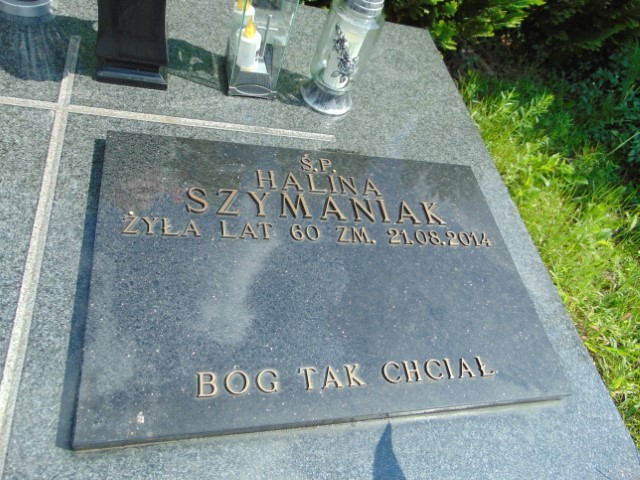 Ś.P.
HALINA
SZYMANIAK
ŻYŁA LAT 60 ZM. 21.08.2014
BÓG TAK CHCIAŁ